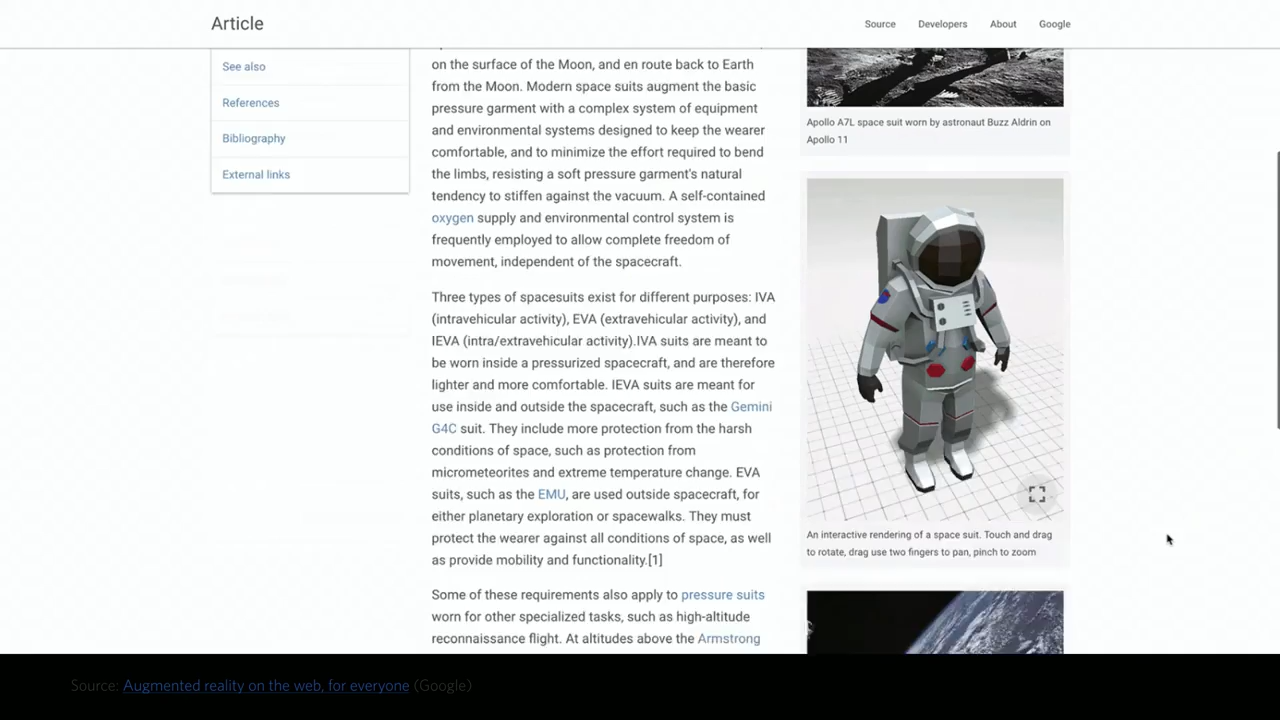 Article
Source
Developers
About
Google
See also
References
Bibliography
External links
on the surface of the Moon, and en route back to Earth
from the Moon. Modern space suits augment the basic
pressure garment with a complex system of equipment
and environmental systems designed to keep the wearer
comfortable, and to minimize the effort required to bend
the limbs, resisting a soft pressure garment's natural
tendency to stiffen against the vacuum. A self-contained
oxygen supply and environmental control system is
frequently employed to allow complete freedom of
movement, independent of the spacecraft.
Three types of spacesuits exist for different purposes: IVA
(intravehicular activity), EVA (extravehicular activity), and
IEVA (intra/extravehicular activity).IVA suits are meant to
be worn inside a pressurized spacecraft, and are therefore
lighter and more comfortable. IEVA suits are meant for
use inside and outside the spacecraft, such as the Gemini
G4C suit. They include more protection from the harsh
conditions of space, such as protection from
micrometeorites and extreme temperature change. EVA
suits, such as the EMU, are used outside spacecraft, for
either planetary exploration or spacewalks. They must
protect the wearer against all conditions of space, as well
as provide mobility and functionality.[1]
Some of these requirements also apply to pressure suits
worn for other specialized tasks, such as high-altitude
reconnaissance flight. At altitudes above the Armstrong
Apollo A7L space suit worn by astronaut Buzz Aldrin on
Apollo 11
An interactive rendering of a space suit. Touch and drag
to rotate, drag use two fingers to pan, pinch to zoom
Source: Augmented reality on the web, for everyone (Google)